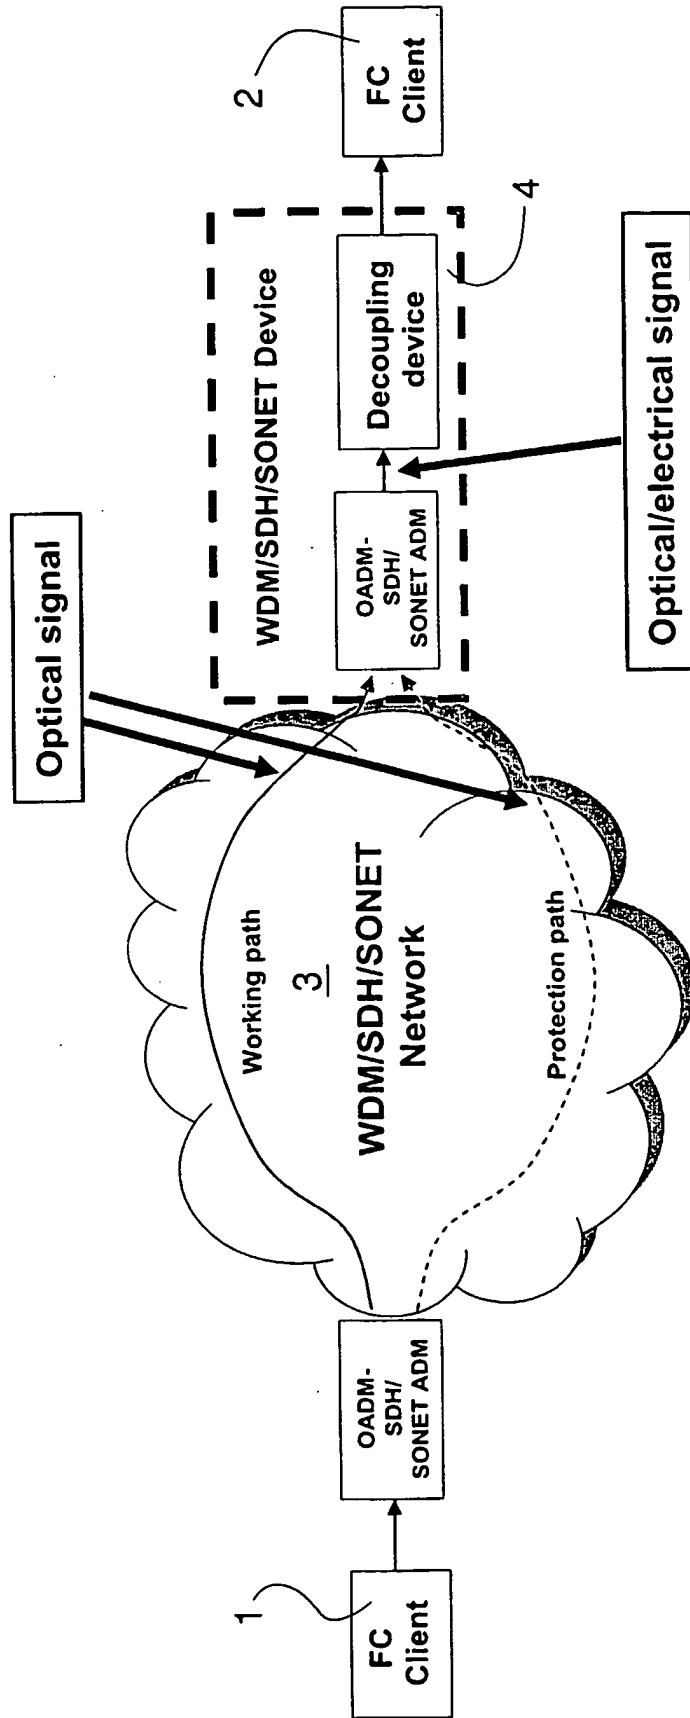 1
FC
Client
OADM-
SDH/
SONET ADM
Working path
3
WDM/SDH/SONET
Network
Protection path
Optical signal
WDM/SDH/SONET Device
OADM-
SDH/
SONET ADM
Decoupling
device
4
Optical/electrical signal
2
FC
Client